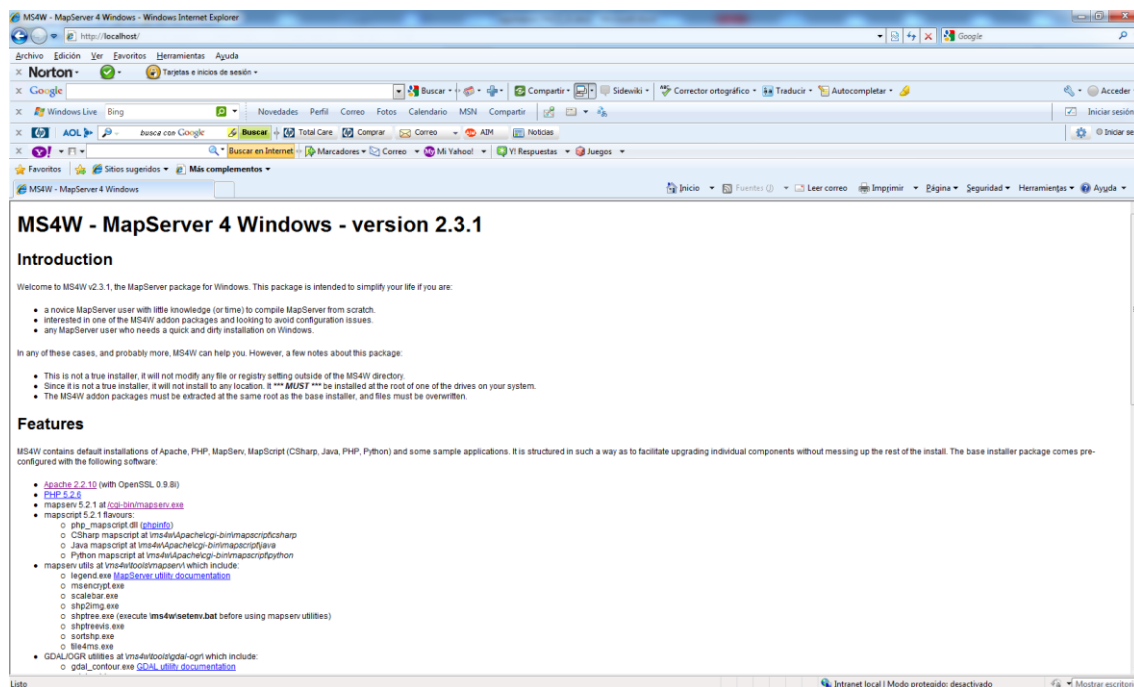 MS4W - MapServer 4 Windows - Windows Internet Explorer
http://localhost/
Google
Archivo Edición Ver Favoritos Herramientas Ayuda
Norton Tarjetas e inicios de sesión
Google Buscar Compartir Sidewiki Corrector ortográfico Traducir Autocompletar Acceder
Windows Live Bing Novedades Perfil Correo Fotos Calendario MSN Compartir Iniciar sesión
AOL busca con Google Buscar Total Care Comprar Correo AIM Noticias Iniciar se
Y! Buscar en Internet Marcadores Correo Mi Yahoo! Y! Respuestas Juegos
Favoritos Sitios sugeridos Más complementos
MS4W - MapServer 4 Windows Inicio Fuentes (J) Leer correo Imprimir Página Seguridad Herramientas Ayuda
MS4W - MapServer 4 Windows - version 2.3.1
Introduction
Welcome to MS4W v2.3.1, the MapServer package for Windows. This package is intended to simplify your life if you are:
• a novice MapServer user with little knowledge (or time) to compile MapServer from scratch.
• interested in one of the MS4W addon packages and looking to avoid configuration issues.
• any MapServer user who needs a quick and dirty installation on Windows.
In any of these cases, and probably more, MS4W can help you. However, a few notes about this package:
• This is not a true installer, it will not modify any file or registry setting outside of the MS4W directory.
• Since it is not a true installer, it will not install to any location. It *** MUST *** be installed at the root of one of the drives on your system.
• The MS4W addon packages must be extracted at the same root as the base installer, and files must be overwritten.
Features
MS4W contains default installations of Apache, PHP, MapServ, MapScript (CSharp, Java, PHP, Python) and some sample applications. It is structured in such a way as to facilitate upgrading individual components without messing up the rest of the install. The base installer package comes pre-
configured with the following software:
• Apache 2.2.10 (with OpenSSL 0.9.8i)
• PHP 5.2.6
• mapserv 5.2.1 at /cgi-bin/mapserv.exe
• mapscript 5.2.1 flavours:
○ php_mapscript.dll (phpinfo)
○ CSharp mapscript at \ms4w\Apache\cgi-bin\mapscript\csharp
○ Java mapscript at \ms4w\Apache\cgi-bin\mapscript\java
○ Python mapscript at \ms4w\Apache\cgi-bin\mapscript\python
• mapserv utils at \ms4w\tools\mapserv\ which include:
○ legend.exe MapServer utility documentation
○ msencrypt.exe
○ scalebar.exe
○ shp2img.exe
○ shptree.exe (execute \ms4w\setenv.bat before using mapserv utilities)
○ shptreevis.exe
○ sortshp.exe
○ tile4ms.exe
• GDAL/OGR utilities at \ms4w\tools\gdal-ogr\ which include:
○ gdal_contour.exe GDAL utility documentation
Listo Intranet local | Modo protegido: desactivado Mostrar escritorio